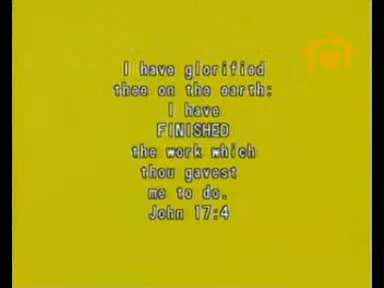 I have glorified
thee on the earth:
I have
FINISHED
the work which
thou gavest
me to do.
John 17:4